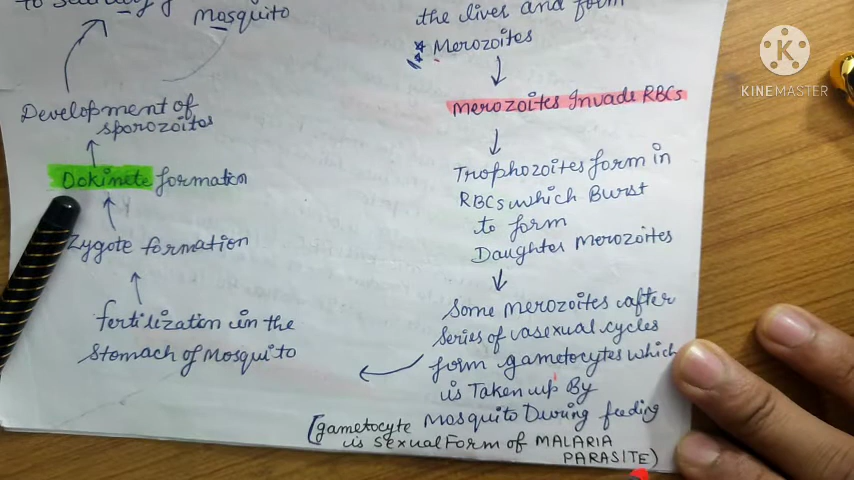 to salivary
Mosquito
Development of
sporozoites
Ookinete formation
Zygote formation
fertilization in the
Stomach of Mosquito
the liver and form
Merozoites
Merozoites Invade RBCs
Trophozoites form in
RBCs which Burst
to form
Daughter Merozoites
Some Merozoites after
Series of asexual cycles
form gametocytes which
is Taken up By
Mosquito During feeding
[gametocyte
is sexual Form of MALARIA
PARASITE)
K
KINEMASTER